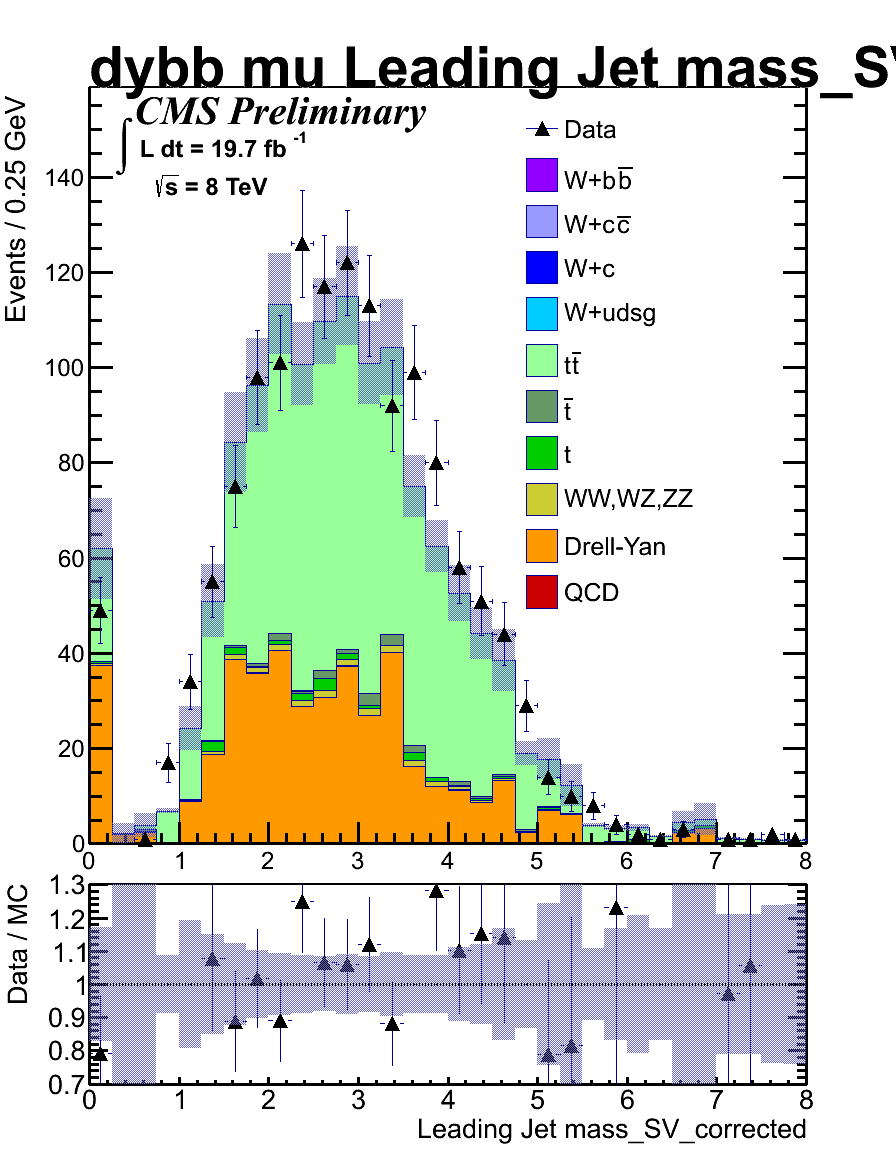 dybb mu Leading Jet mass_SV
CMS Preliminary
∫ L dt = 19.7 fb⁻¹
√s = 8 TeV
Events / 0.25 GeV
140
120
100
80
60
40
20
0
0 1 2 3 4 5 6 7 8
Data
W+bb̅
W+cc̅
W+c
W+udsg
tt̅
t̅
t
WW,WZ,ZZ
Drell-Yan
QCD
Data / MC
1.3
1.2
1.1
1
0.9
0.8
0.7
0 1 2 3 4 5 6 7 8
Leading Jet mass_SV_corrected